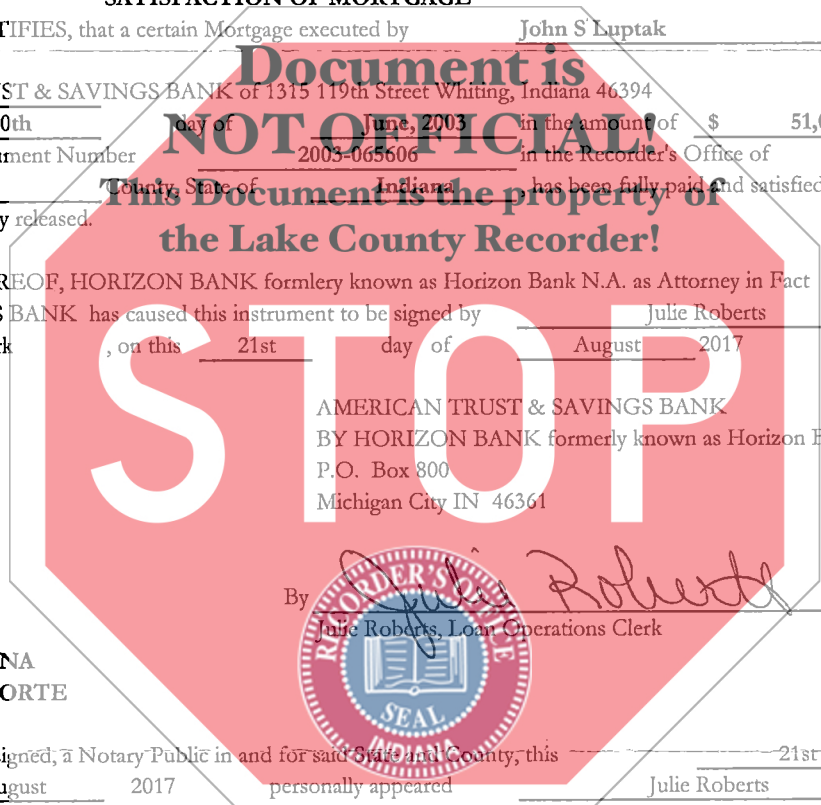 SATISFACTION OF MORTGAGE
TIFIES, that a certain Mortgage executed by John S Luptak
Document is
ST & SAVINGS BANK of 1315 119th Street Whiting, Indiana 46394
0th day of June, 2003 in the amount of $ 51,0
NOT OFFICIAL!
ment Number 2003-065606 in the Recorder's Office of
County, State of Indiana , has been fully paid and satisfied
This Document is the property of
y released.
the Lake County Recorder!
REOF, HORIZON BANK formlery known as Horizon Bank N.A. as Attorney in Fact
S BANK has caused this instrument to be signed by Julie Roberts
rk , on this 21st day of August 2017
STOP
AMERICAN TRUST & SAVINGS BANK
BY HORIZON BANK formerly known as Horizon B
P.O. Box 800
Michigan City IN 46361
By Julie Roberts
Julie Roberts, Loan Operations Clerk
RECORDER'S OFFICE
SEAL
INDIANA
NA
ORTE
igned, a Notary Public in and for said State and County, this 21st
ugust 2017 personally appeared Julie Roberts